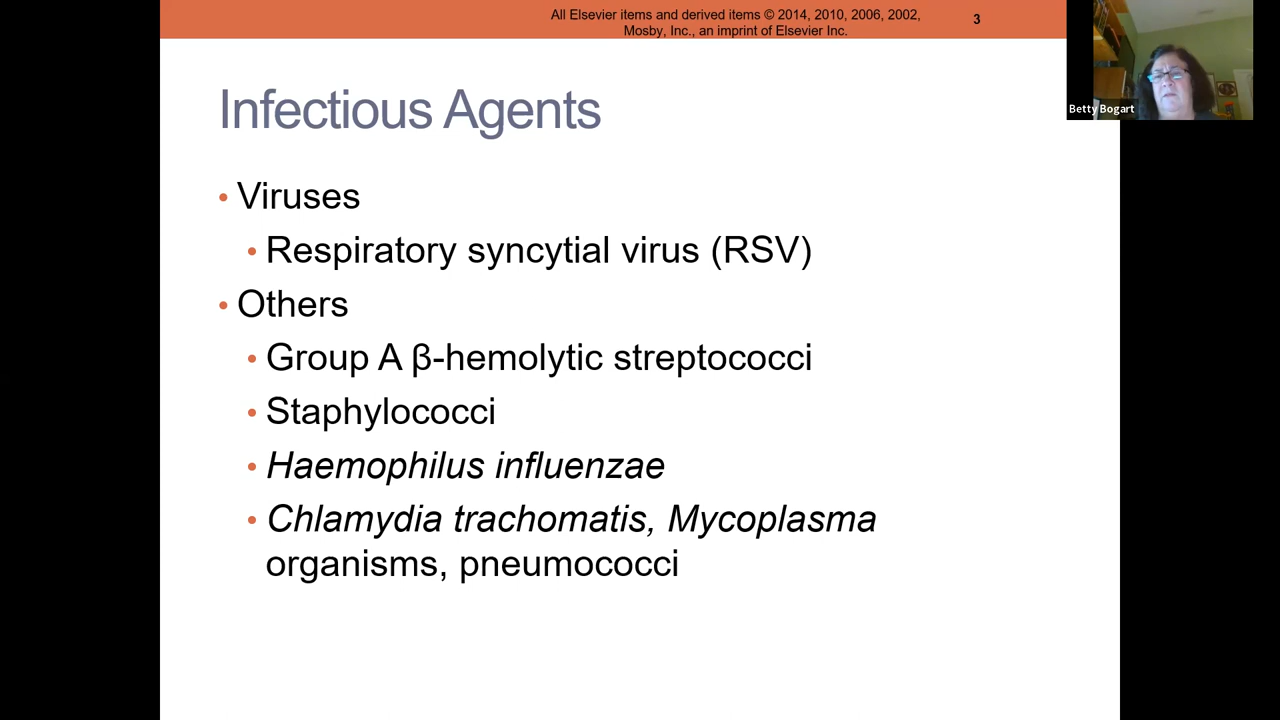 All Elsevier items and derived items © 2014, 2010, 2006, 2002,
Mosby, Inc., an imprint of Elsevier Inc.
3
Betty Bogart
Infectious Agents
• Viruses
• Respiratory syncytial virus (RSV)
• Others
• Group A β-hemolytic streptococci
• Staphylococci
• Haemophilus influenzae
• Chlamydia trachomatis, Mycoplasma
organisms, pneumococci